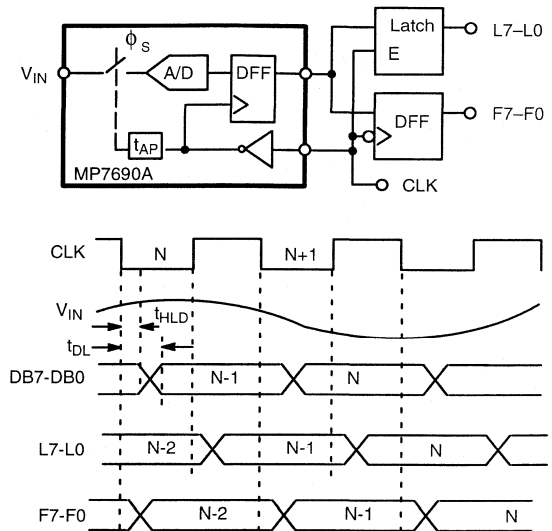 ϕS
VIN
A/D
DFF
Latch
E
L7–L0
DFF
F7–F0
tAP
MP7690A
CLK
CLK N N+1
VIN
tHLD
tDL
DB7-DB0 N-1 N
L7-L0 N-2 N-1 N
F7-F0 N-2 N-1 N